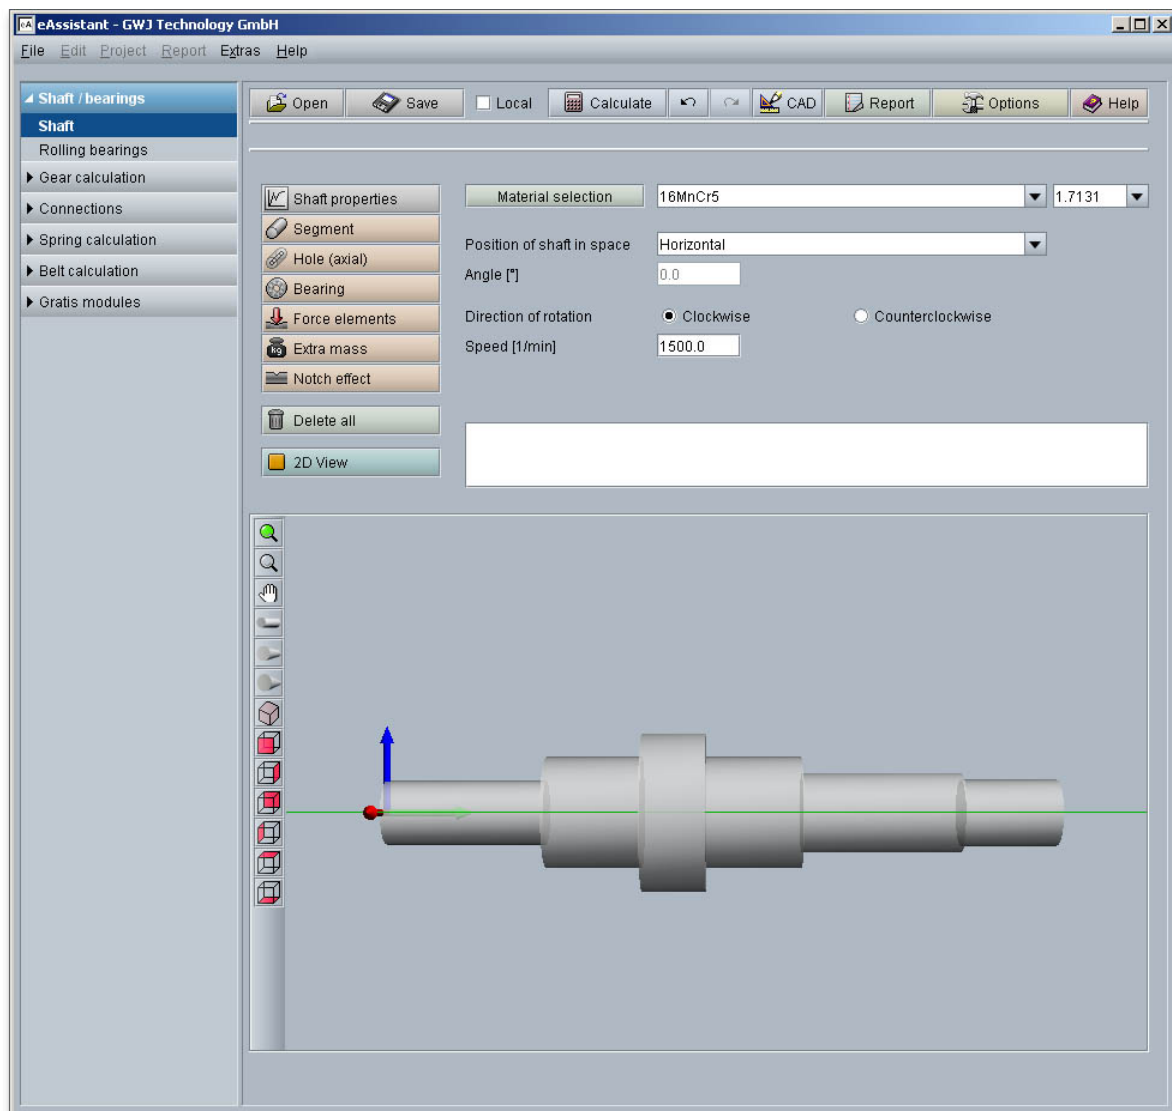 eA eAssistant - GWJ Technology GmbH
File Edit Project Report Extras Help
Shaft / bearings
Shaft
Rolling bearings
Gear calculation
Connections
Spring calculation
Belt calculation
Gratis modules
Open Save Local Calculate CAD Report Options Help
Shaft properties
Segment
Hole (axial)
Bearing
Force elements
kg Extra mass
Notch effect
Delete all
2D View
Material selection 16MnCr5 1.7131
Position of shaft in space Horizontal
Angle [°] 0.0
Direction of rotation Clockwise Counterclockwise
Speed [1/min] 1500.0